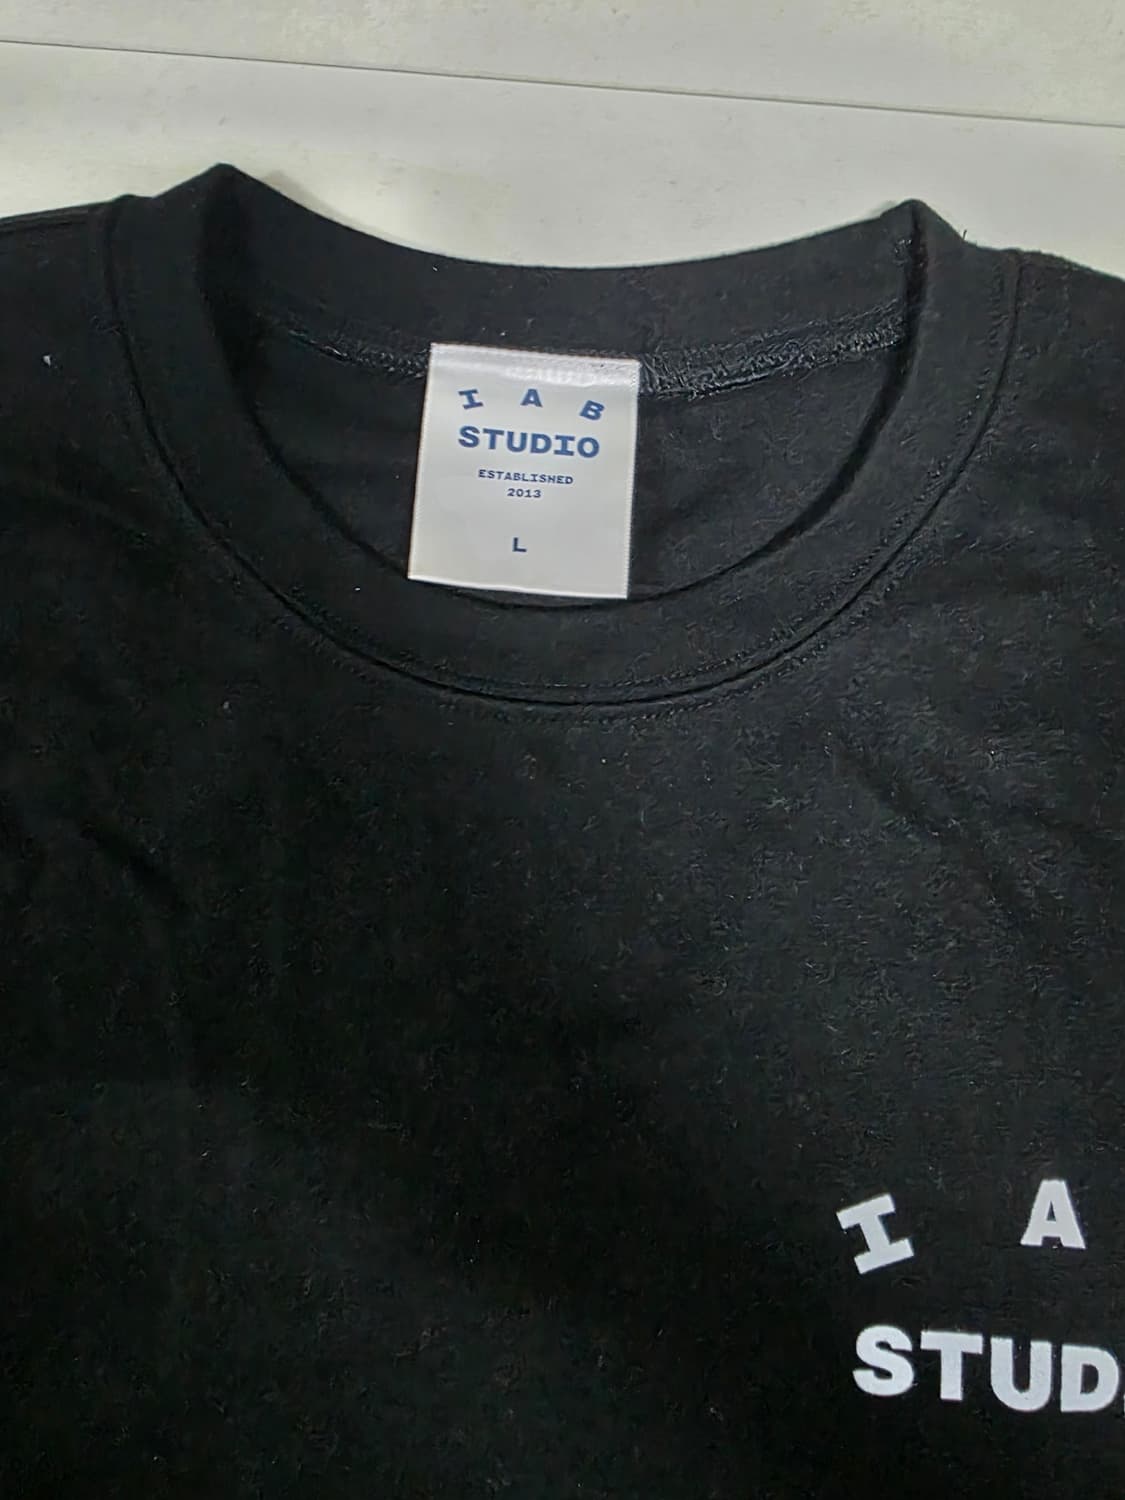 I A B
STUDIO
ESTABLISHED
2013
L
I A
STUD